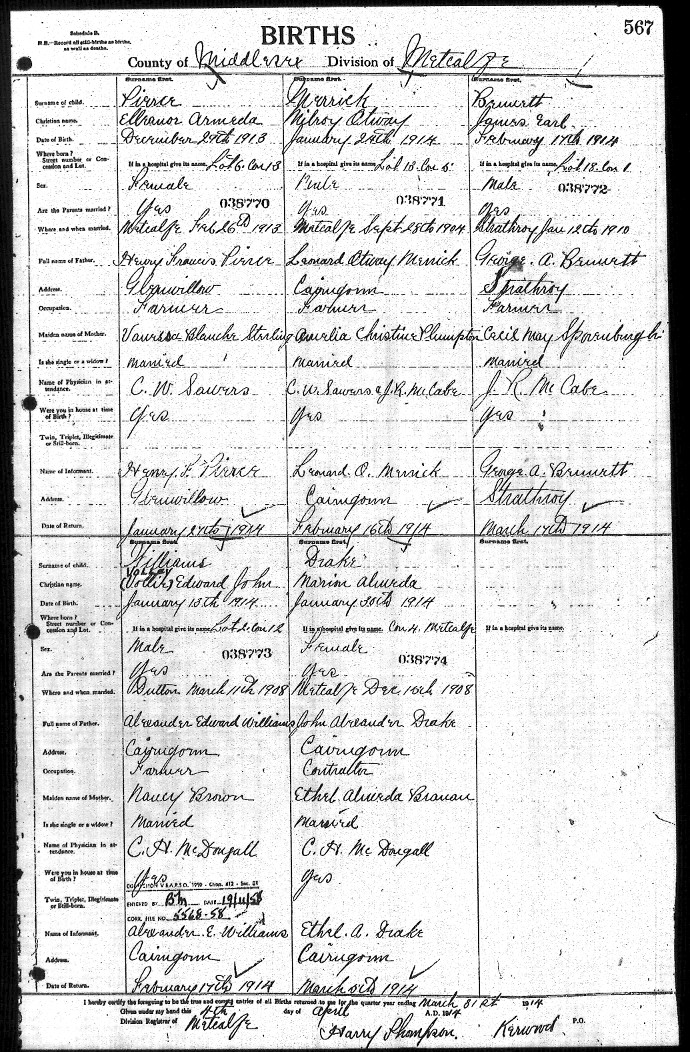 Schedule B.
N.B.—Record all still-births as births, as well as deaths.
BIRTHS
567
County of Middlesex Division of Metcalfe
Surname first. Surname first. Surname first.
Surname of child. Pierce Merrick Bennett
Christian name. Elleanor Armeda Milroy Otway James Earl
Date of Birth. December 29th 1913 January 24th 1914 February 17th 1914
Where born? Street number or Concession and Lot. If in a hospital give its name. Lot 6 Con 13 If in a hospital give its name. Lot 13 Con 5 If in a hospital give its name. Lot 18 Con 1
Sex. Female Male Male
038770 038771 038772
Are the Parents married? Yes Yes Yes
Where and when married. Metcalfe Feb 26th 1913 Metcalfe Sept 28th 1904 Strathroy Jan 12th 1910
Full name of Father. Henry Francis Pierce Leonard Otway Merrick George A. Bennett
Address. Glenwillow Cairngorm Strathroy
Occupation. Farmer Farmer Farmer
Maiden name of Mother. Vanessa Blanche Sterling Amelia Christine Plumpton Cecil May
Is she single or a widow? married married married
Name of Physician in attendance. C. W. Sawers C. W. Sawers & J. R. McCabe J. R. McCabe
Were you in house at time of Birth? Yes Yes Yes
Twin, Triplet, Illegitimate or Still-born.
Name of Informant. Henry F. Pierce Leonard O. Merrick George A. Bennett
Address. Glenwillow Cairngorm Strathroy
Date of Return. January 27th 1914 February 16th 1914 March 17th 1914
Surname first. Surname first. Surname first.
Surname of child. Williams Drake
VOLLEY
Christian name. (Vollie) Edward John Marion Almeda
Date of Birth. January 13th 1914 January 30th 1914
Where born? Street number or Concession and Lot. If in a hospital give its name. Lot 2 Con 12 If in a hospital give its name. Con 4. Metcalfe If in a hospital give its name.
Sex. Male Female
038773 038774
Are the Parents married? Yes Yes
Where and when married. Dutton March 11th 1908 Metcalfe Dec 16th 1908
Full name of Father. Alexander Edward Williams John Alexander Drake
Address. Cairngorm Cairngorm
Occupation. Farmer Contractor
Maiden name of Mother. Nancy Brown Ethel Almeda Branan
Is she single or a widow? Married Married
Name of Physician in attendance. C. H. McDougall C. H. McDougall
Were you in house at time of Birth? Yes Yes
V.S.A. R.S.O. 1950 - Chap. 412 - Sec. 21
Twin, Triplet, Illegitimate or Still-born. ENTERED BY Bm DATE 19/11/58
CORR. FILE NO 5568-58
Name of Informant. Alexander E. Williams Ethel A. Drake
Address Cairngorm Cairngorm
Date of Return. February 17th 1914 March 5th 1914
I hereby certify the foregoing to be the true and correct entries of all Births returned to me for the quarter year ending March 31st 1914
Given under my hand this 4th day of April A.D. 1914
Division Registrar of Metcalfe Harry Thompson. Kerwood P.O.